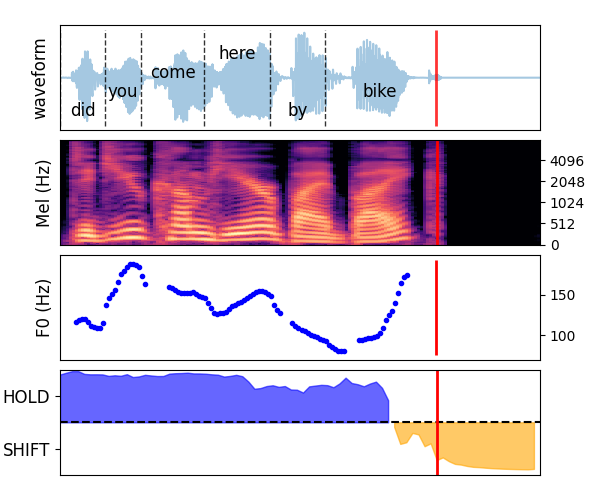 waveform
did
you
come
here
by
bike
Mel (Hz)
4096
2048
1024
512
0
F0 (Hz)
150
100
HOLD
SHIFT